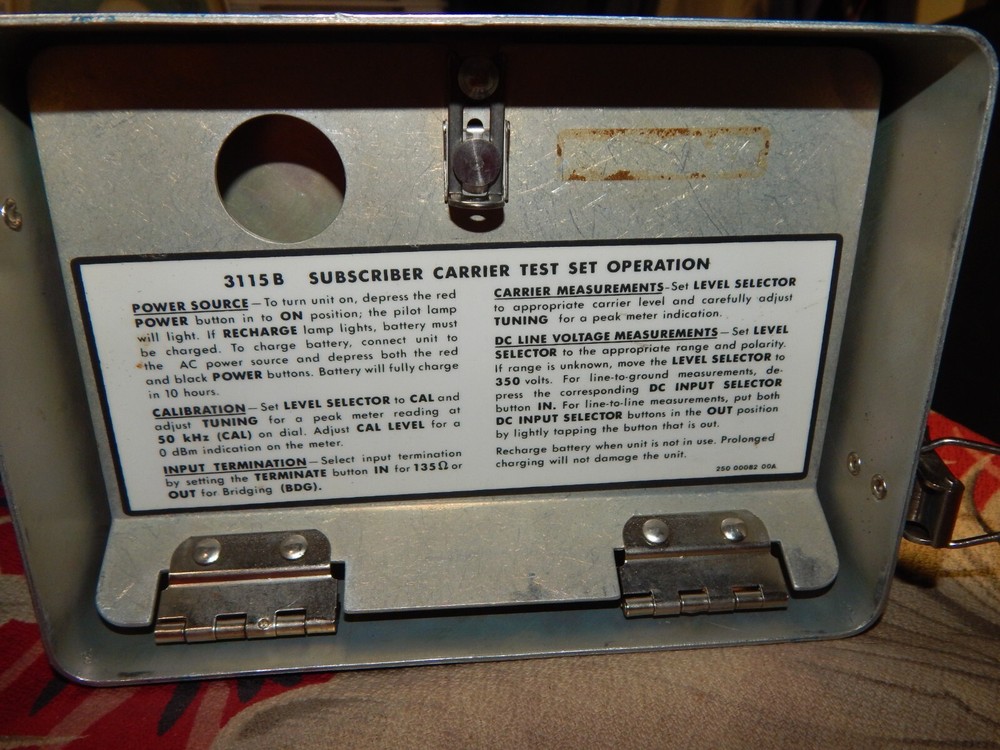 3115B SUBSCRIBER CARRIER TEST SET OPERATION
POWER SOURCE — To turn unit on, depress the red
POWER button in to ON position; the pilot lamp
will light. If RECHARGE lamp lights, battery must
be charged. To charge battery, connect unit to
the AC power source and depress both the red
and black POWER buttons. Battery will fully charge
in 10 hours.
CALIBRATION — Set LEVEL SELECTOR to CAL and
adjust TUNING for a peak meter reading at
50 kHz (CAL) on dial. Adjust CAL LEVEL for a
0 dBm indication on the meter.
INPUT TERMINATION — Select input termination
by setting the TERMINATE button IN for 135Ω or
OUT for Bridging (BDG).
CARRIER MEASUREMENTS — Set LEVEL SELECTOR
to appropriate carrier level and carefully adjust
TUNING for a peak meter indication.
DC LINE VOLTAGE MEASUREMENTS — Set LEVEL
SELECTOR to the appropriate range and polarity.
If range is unknown, move the LEVEL SELECTOR to
350 volts. For line-to-ground measurements, de-
press the corresponding DC INPUT SELECTOR
button IN. For line-to-line measurements, put both
DC INPUT SELECTOR buttons in the OUT position
by lightly tapping the button that is out.
Recharge battery when unit is not in use. Prolonged
charging will not damage the unit.
250 00082 00A